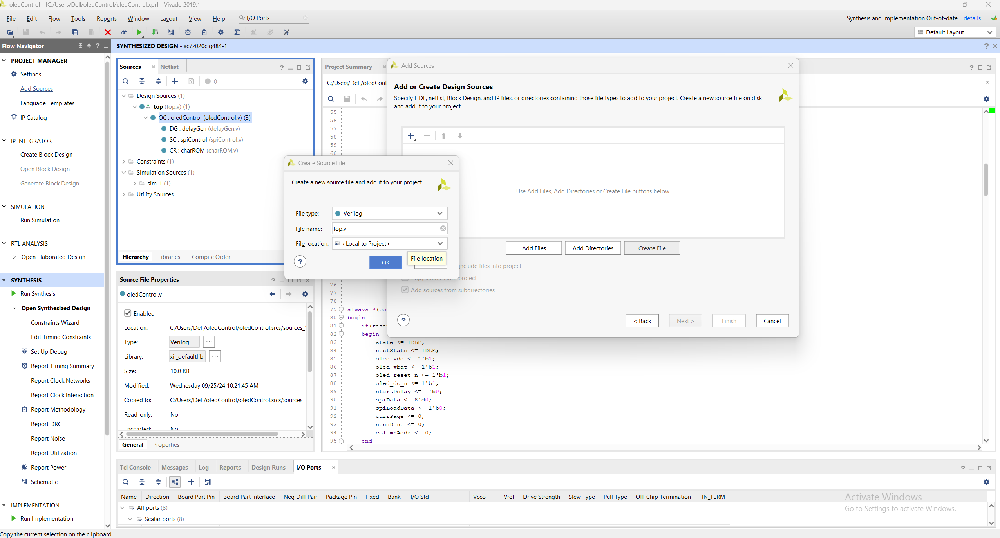 oledControl - [C:/Users/Dell/oledControl/oledControl.xpr] - Vivado 2019.1
File Edit Flow Tools Reports Window Layout View Help I/O Ports
Synthesis and Implementation Out-of-date details
Default Layout
Flow Navigator
PROJECT MANAGER
Settings
Add Sources
Language Templates
IP Catalog
IP INTEGRATOR
Create Block Design
Open Block Design
Generate Block Design
SIMULATION
Run Simulation
RTL ANALYSIS
Open Elaborated Design
SYNTHESIS
Run Synthesis
Open Synthesized Design
Constraints Wizard
Edit Timing Constraints
Set Up Debug
Report Timing Summary
Report Clock Networks
Report Clock Interaction
Report Methodology
Report DRC
Report Noise
Report Utilization
Report Power
Schematic
IMPLEMENTATION
Run Implementation
Copy the current selection on the clipboard
SYNTHESIZED DESIGN - xc7z020clg484-1
Sources Netlist
0
Design Sources (1)
top (top.v) (1)
OC : oledControl (oledControl.v) (3)
DG : delayGen (delayGen.v)
SC : spiControl (spiControl.v)
CR : charROM (charROM.v)
Constraints (1)
Simulation Sources (1)
sim_1 (1)
Utility Sources
Hierarchy Libraries Compile Order
Source File Properties
oledControl.v
Enabled
Location: C:/Users/Dell/oledControl/oledControl.srcs/sources_
Type: Verilog ...
Library: xil_defaultlib ...
Size: 10.0 KB
Modified: Wednesday 09/25/24 10:21:45 AM
Copied to: C:/Users/Dell/oledControl/oledControl.srcs/sources_
Read-only: No
Encrypted: No
General Properties
Project Summary
C:/Users/Dell/oledCont
55
56
57
58
59
60
76
77
78
79 always @(pos
80 begin
81 if(reset
82 begin
83 state <= IDLE;
84 nextState <= IDLE;
85 oled_vdd <= 1'b1;
86 oled_vbat <= 1'b1;
87 oled_reset_n <= 1'b1;
88 oled_dc_n <= 1'b1;
89 startDelay <= 1'b0;
90 spiData <= 8'd0;
91 spiLoadData <= 1'b0;
92 currPage <= 0;
93 sendDone <= 0;
94 columnAddr <= 0;
95 end
Add Sources
Add or Create Design Sources
Specify HDL, netlist, Block Design, and IP files, or directories containing those file types to add to your project. Create a new source file on disk
and add it to your project.
Use Add Files, Add Directories or Create File buttons below
Add Files Add Directories Create File
include files into project
Copy sources into project
Add sources from subdirectories
? < Back Next > Finish Cancel
Create Source File
Create a new source file and add it to your project.
File type: Verilog
File name: top.v
File location: <Local to Project>
? OK
File location
Tcl Console Messages Log Reports Design Runs I/O Ports
Name Direction Board Part Pin Board Part Interface Neg Diff Pair Package Pin Fixed Bank I/O Std Vcco Vref Drive Strength Slew Type Pull Type Off-Chip Termination IN_TERM
All ports (8)
Scalar ports (8)
Activate Windows
Go to Settings to activate Windows.